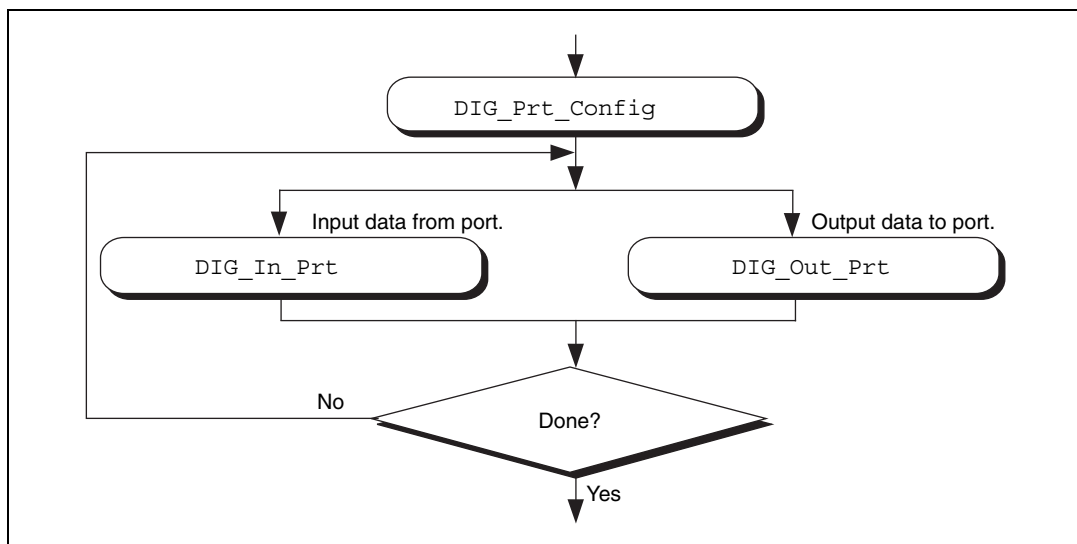 DIG_Prt_Config
Input data from port.
Output data to port.
DIG_In_Prt
DIG_Out_Prt
No
Done?
Yes